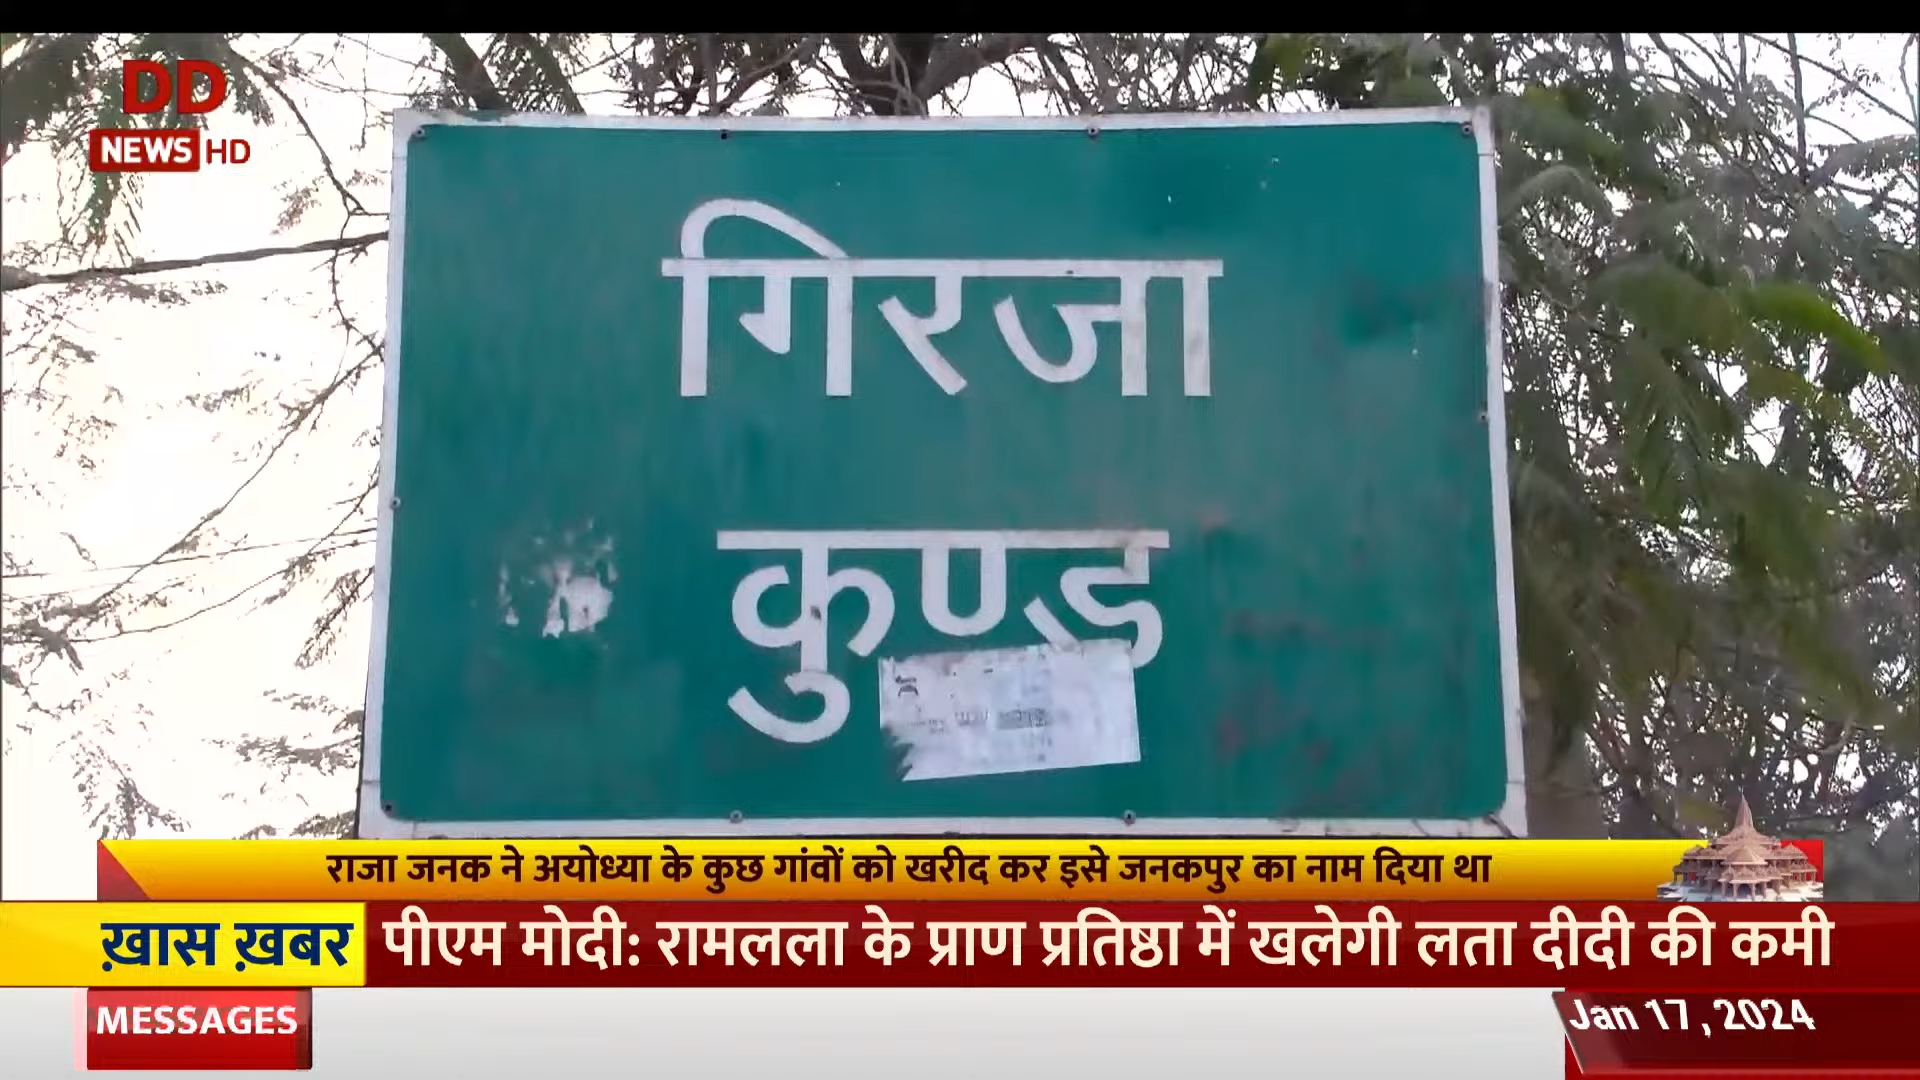 DD
NEWS HD
गिरजा
कुण्ड
राजा जनक ने अयोध्या के कुछ गांवों को खरीद कर इसे जनकपुर का नाम दिया था
ख़ास ख़बर
पीएम मोदी: रामलला के प्राण प्रतिष्ठा में खलेगी लता दीदी की कमी
MESSAGES
Jan 17, 2024